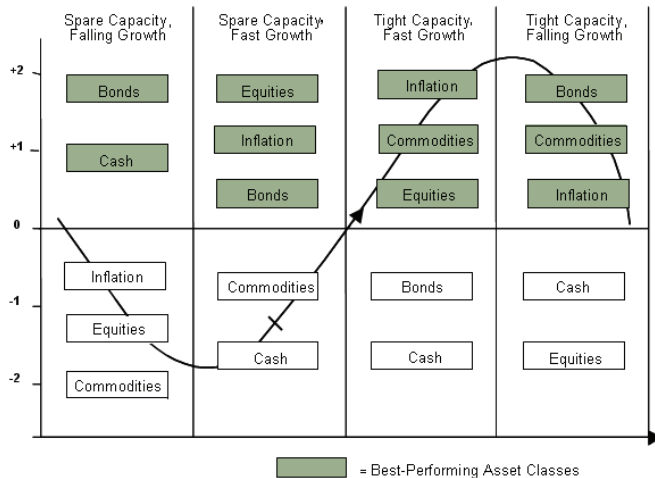 Spare Capacity,
Falling Growth
Spare Capacity,
Fast Growth
Tight Capacity,
Fast Growth
Tight Capacity,
Falling Growth
+2
+1
0
-1
-2
Bonds
Cash
Inflation
Equities
Commodities
Equities
Inflation
Bonds
Commodities
Cash
Inflation
Commodities
Equities
Bonds
Cash
Bonds
Commodities
Inflation
Cash
Equities
= Best-Performing Asset Classes